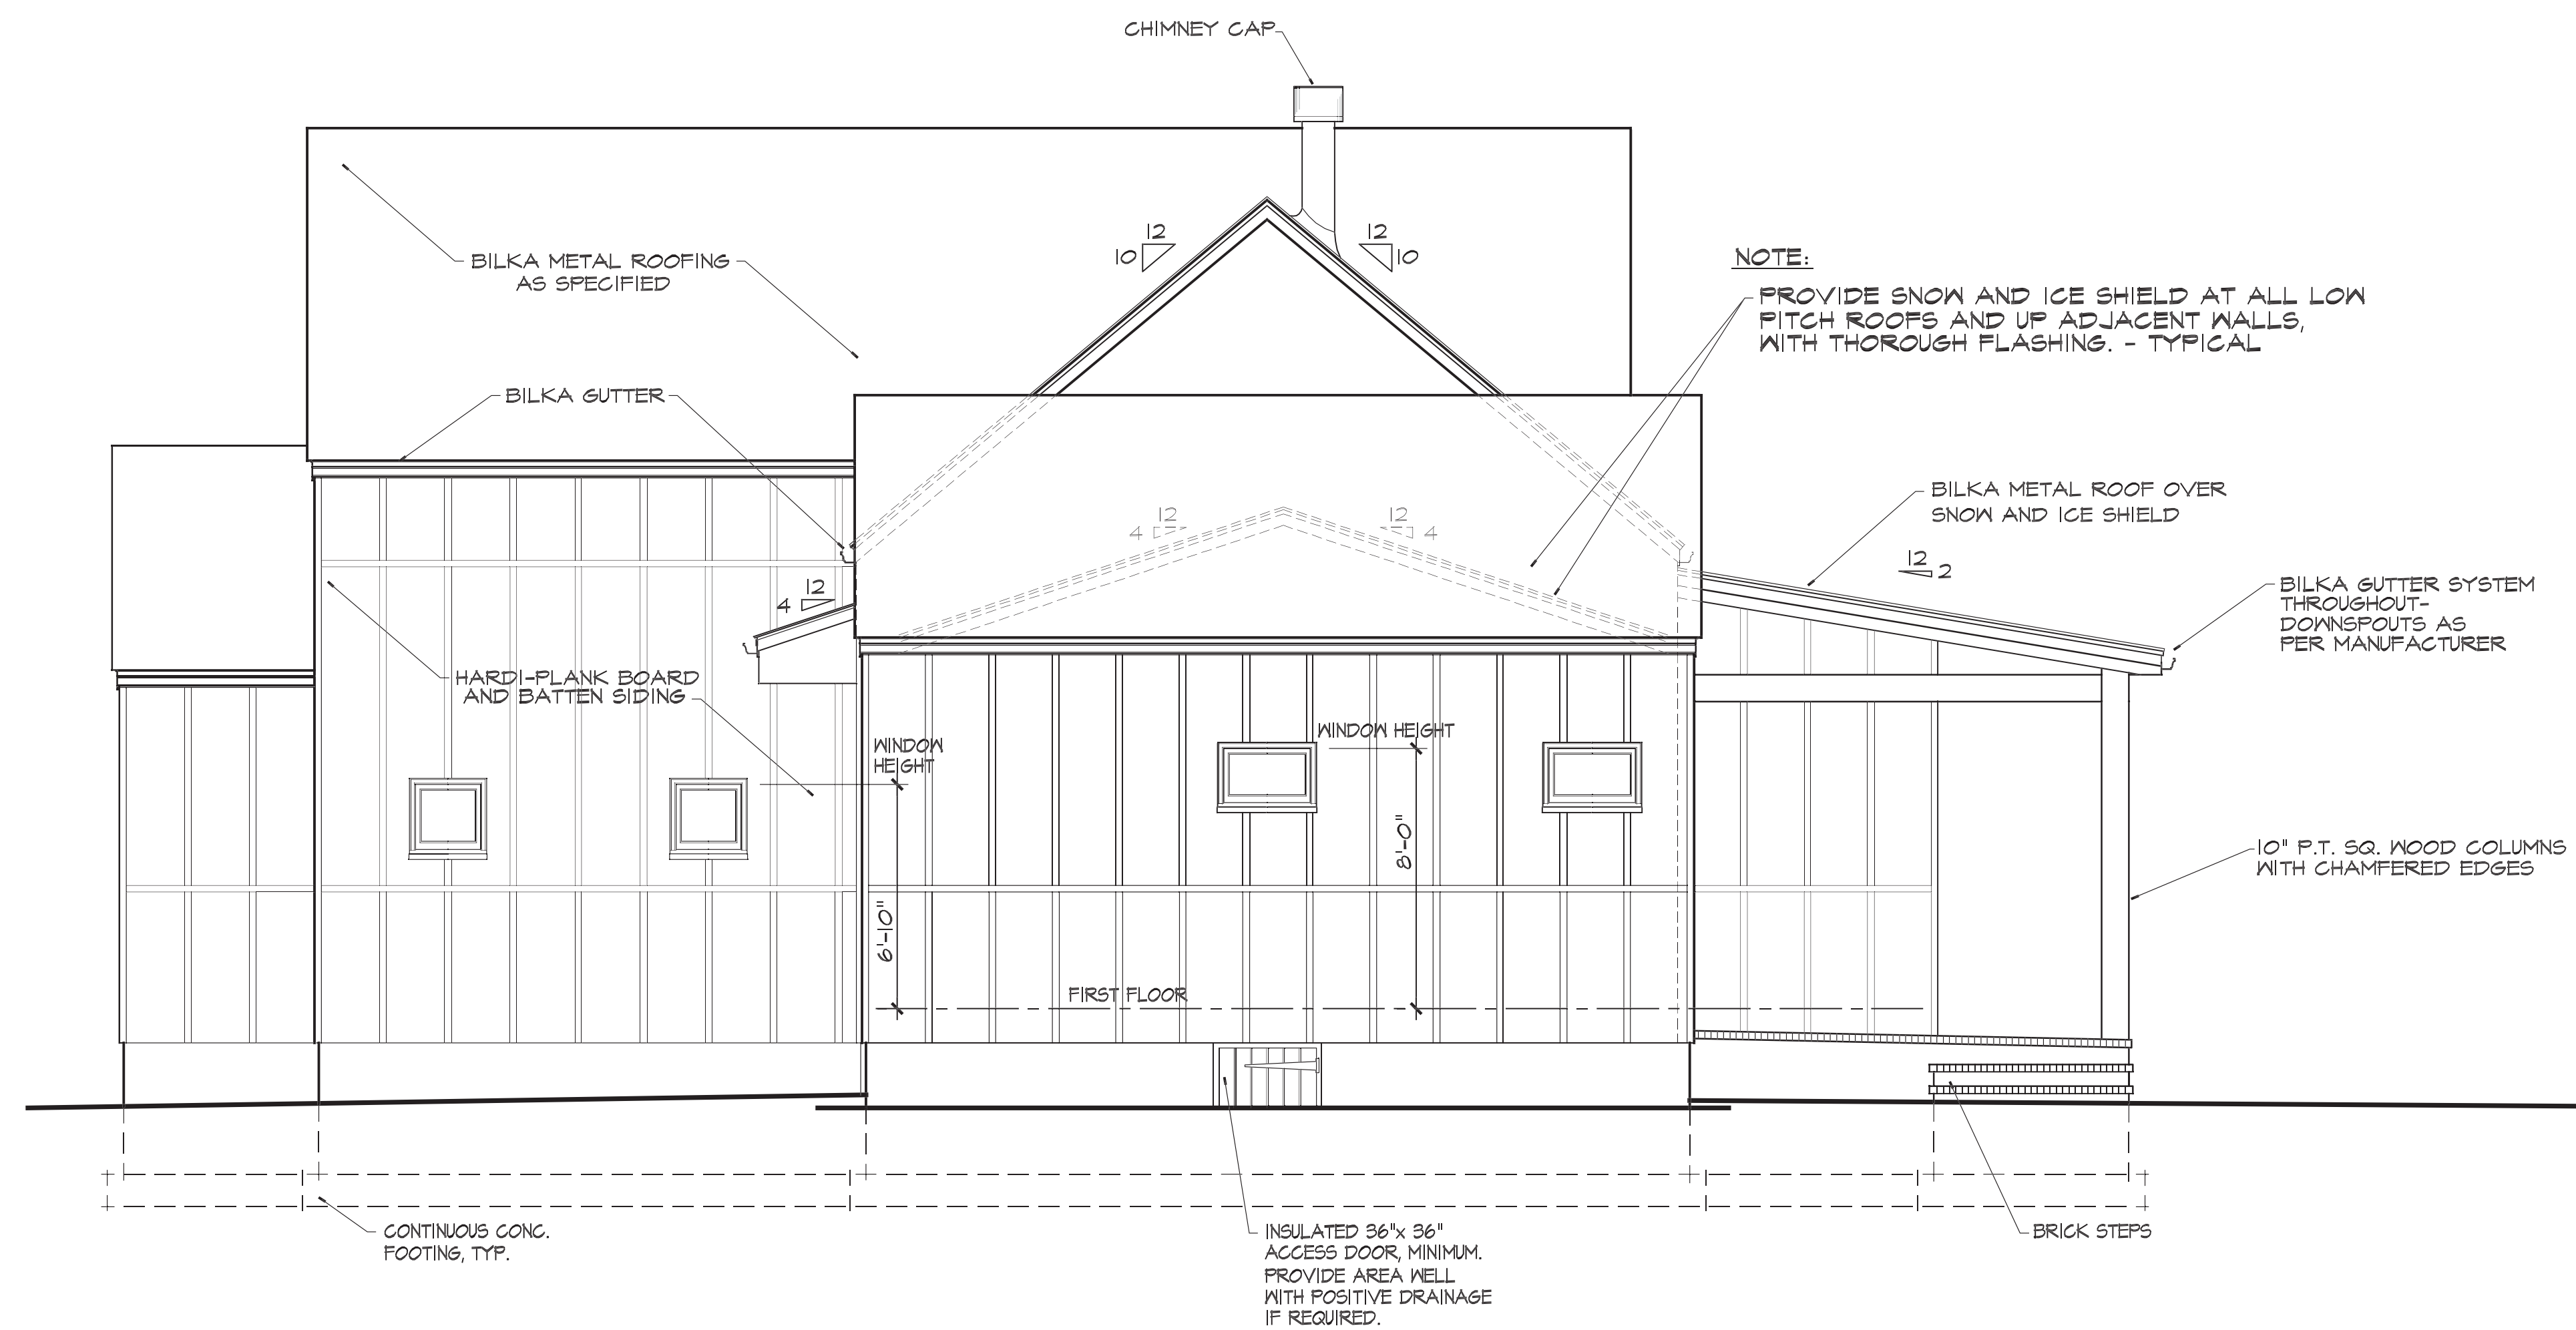 CHIMNEY CAP
12
10
12
10
NOTE:
PROVIDE SNOW AND ICE SHIELD AT ALL LOW
PITCH ROOFS AND UP ADJACENT WALLS,
WITH THOROUGH FLASHING. - TYPICAL
BILKA METAL ROOFING
AS SPECIFIED
BILKA GUTTER
BILKA METAL ROOF OVER
SNOW AND ICE SHIELD
12
4
12
4
12
2
12
4
BILKA GUTTER SYSTEM
THROUGHOUT-
DOWNSPOUTS AS
PER MANUFACTURER
HARDI-PLANK BOARD
AND BATTEN SIDING
WINDOW
HEIGHT
WINDOW HEIGHT
8'-0"
6'-10"
10" P.T. SQ. WOOD COLUMNS
WITH CHAMFERED EDGES
FIRST FLOOR
CONTINUOUS CONC.
FOOTING, TYP.
INSULATED 36"x 36"
ACCESS DOOR, MINIMUM.
PROVIDE AREA WELL
WITH POSITIVE DRAINAGE
IF REQUIRED.
BRICK STEPS